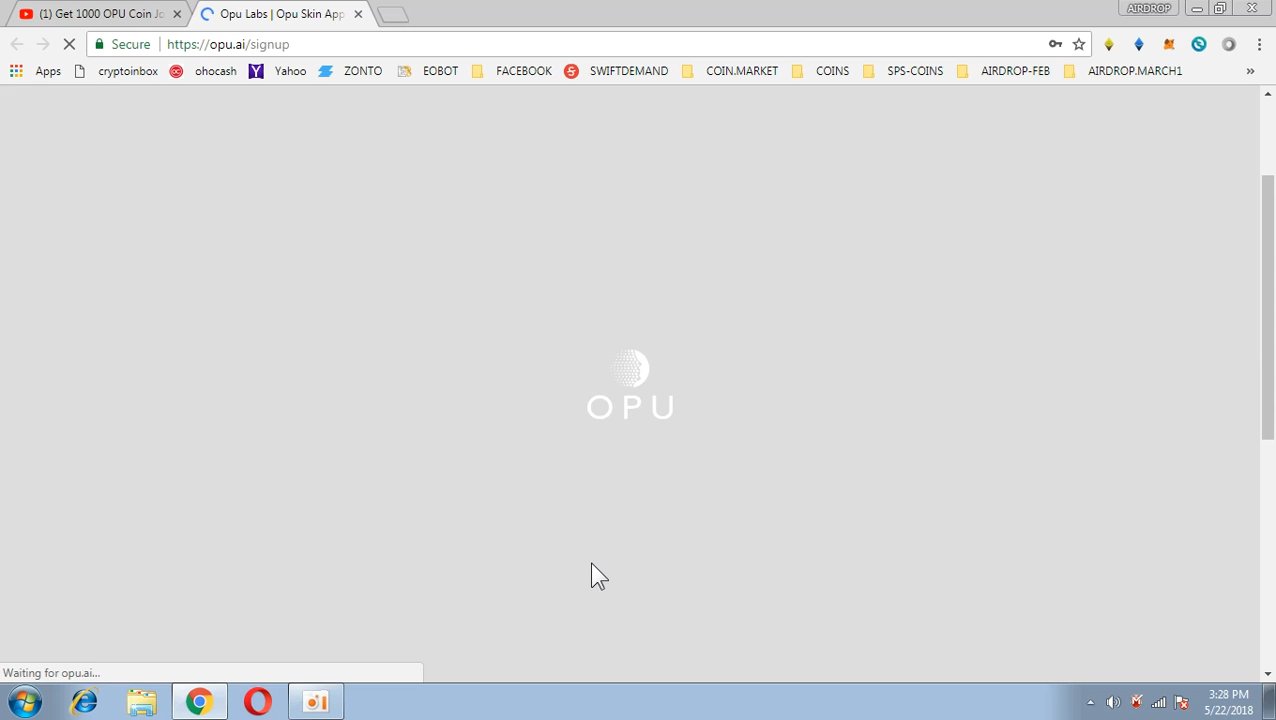 (1) Get 1000 OPU Coin Jo
Opu Labs | Opu Skin App
AIRDROP
Secure
https://opu.ai/signup
Apps
cryptoinbox
ohocash
Yahoo
ZONTO
EOBOT
FACEBOOK
SWIFTDEMAND
COIN.MARKET
COINS
SPS-COINS
AIRDROP-FEB
AIRDROP.MARCH1
»
OPU
Waiting for opu.ai...
3:28 PM
5/22/2018